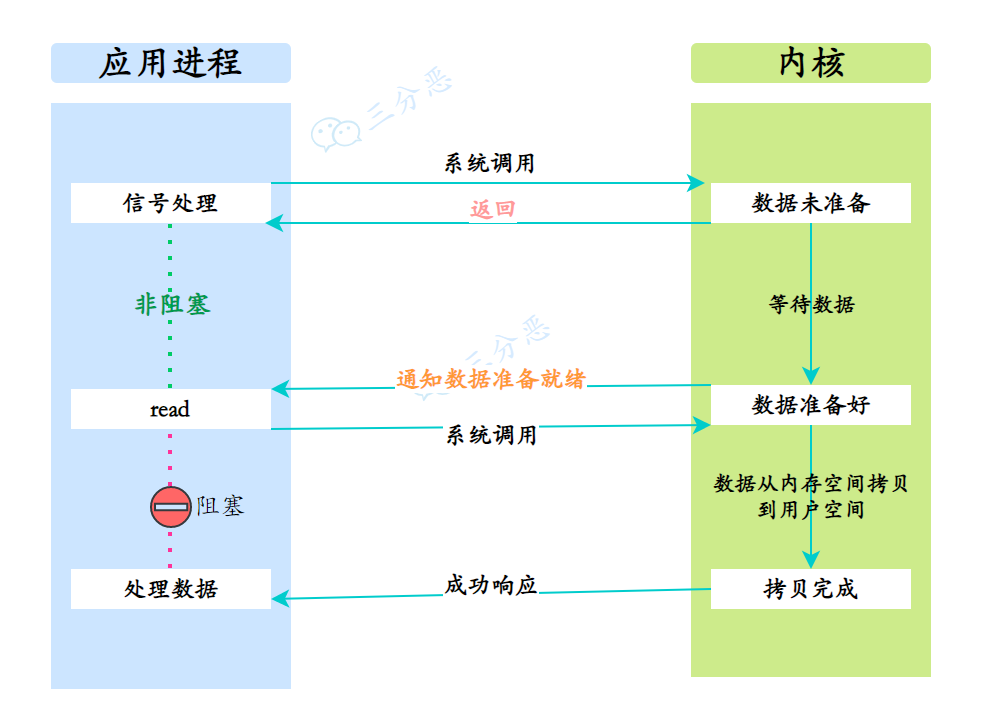 应用进程
内核
三分恶
系统调用
信号处理
返回
数据未准备
非阻塞
等待数据
三分恶
通知数据准备就绪
read
数据准备好
系统调用
数据从内存空间拷贝
到用户空间
阻塞
处理数据
成功响应
拷贝完成